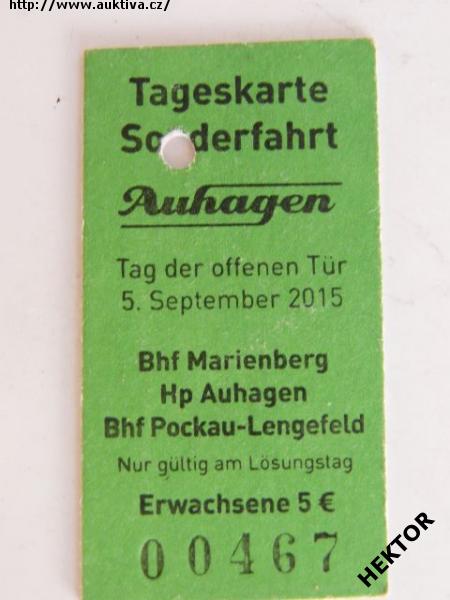 http://www.auktiva.cz/
Tageskarte
Sonderfahrt
Auhagen
Tag der offenen Tür
5. September 2015
Bhf Marienberg
Hp Auhagen
Bhf Pockau-Lengefeld
Nur gültig am Lösungstag
Erwachsene 5 €
00467
HEKTOR